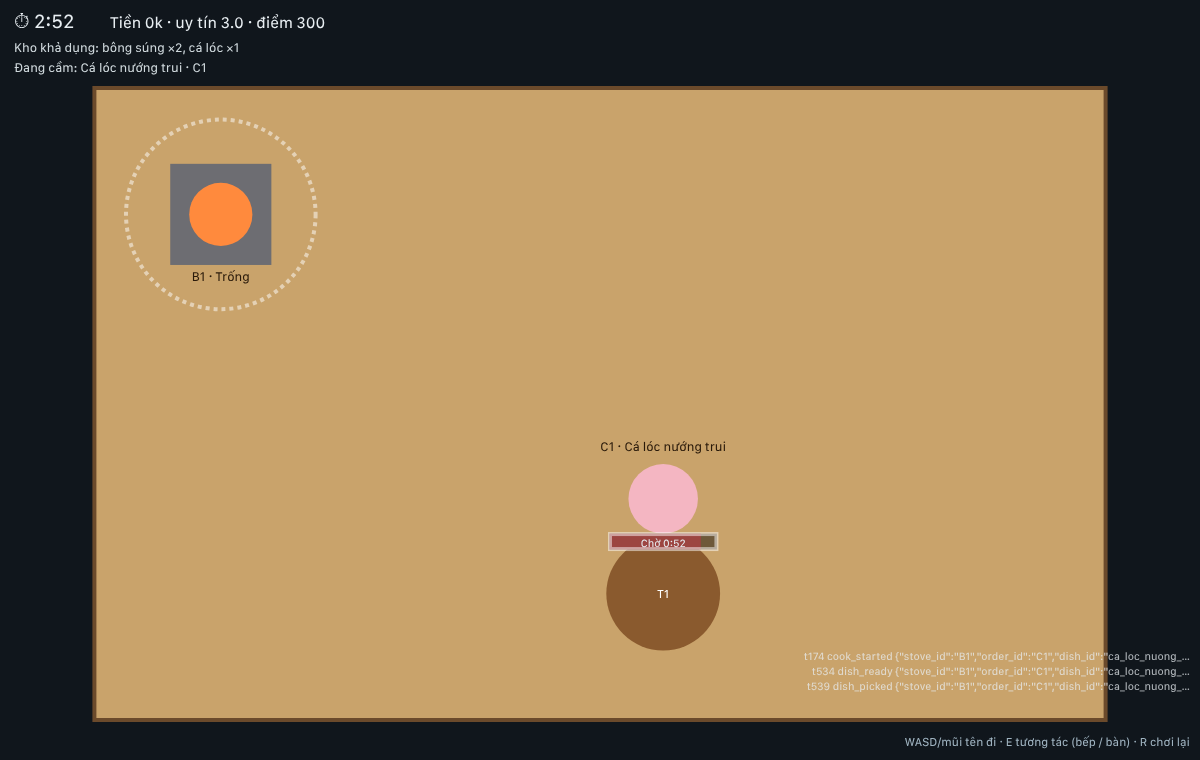 ⏱ 2:52 Tiền 0k · uy tín 3.0 · điểm 300
Kho khả dụng: bông súng ×2, cá lóc ×1
Đang cầm: Cá lóc nướng trui · C1
B1 · Trống
C1 · Cá lóc nướng trui
Chờ 0:52
T1
t174 cook_started {"stove_id":"B1","order_id":"C1","dish_id":"ca_loc_nuong_…
t534 dish_ready {"stove_id":"B1","order_id":"C1","dish_id":"ca_loc_nuong_…
t539 dish_picked {"stove_id":"B1","order_id":"C1","dish_id":"ca_loc_nuong_…
WASD/mũi tên đi · E tương tác (bếp / bàn) · R chơi lại